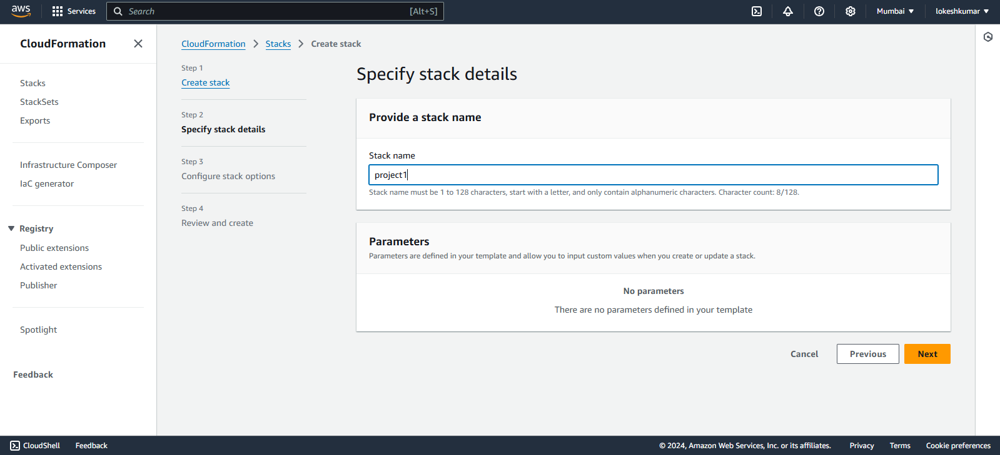 aws Services Search [Alt+S] Mumbai lokeshkumar
CloudFormation
Stacks
StackSets
Exports
Infrastructure Composer
IaC generator
Registry
Public extensions
Activated extensions
Publisher
Spotlight
Feedback
CloudFormation Stacks Create stack
Step 1
Create stack
Step 2
Specify stack details
Step 3
Configure stack options
Step 4
Review and create
Specify stack details
Provide a stack name
Stack name
project1
Stack name must be 1 to 128 characters, start with a letter, and only contain alphanumeric characters. Character count: 8/128.
Parameters
Parameters are defined in your template and allow you to input custom values when you create or update a stack.
No parameters
There are no parameters defined in your template
Cancel Previous Next
CloudShell Feedback © 2024, Amazon Web Services, Inc. or its affiliates. Privacy Terms Cookie preferences